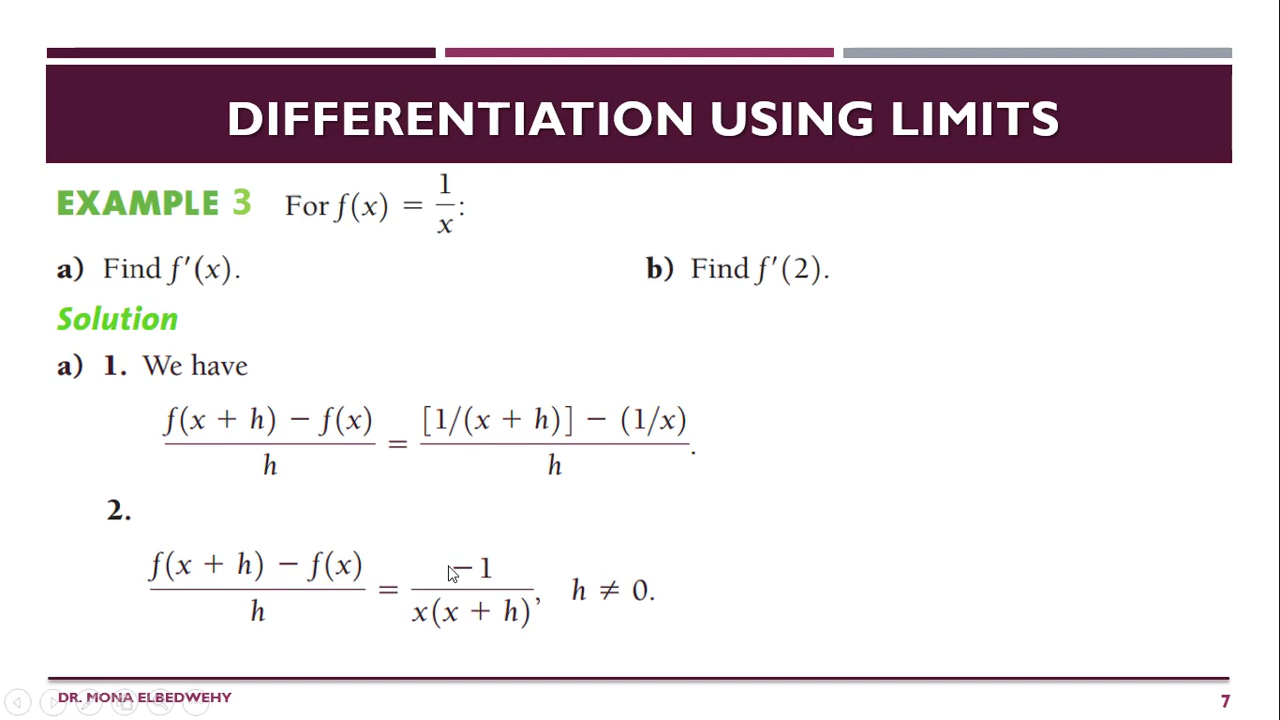 DIFFERENTIATION USING LIMITS
EXAMPLE 3 For f(x) = 1/x:
a) Find f′(x). b) Find f′(2).
Solution
a) 1. We have
f(x + h) − f(x) / h = [1/(x + h)] − (1/x) / h .
2.
f(x + h) − f(x) / h = −1 / x(x + h) , h ≠ 0.
DR. MONA ELBEDWEHY 7